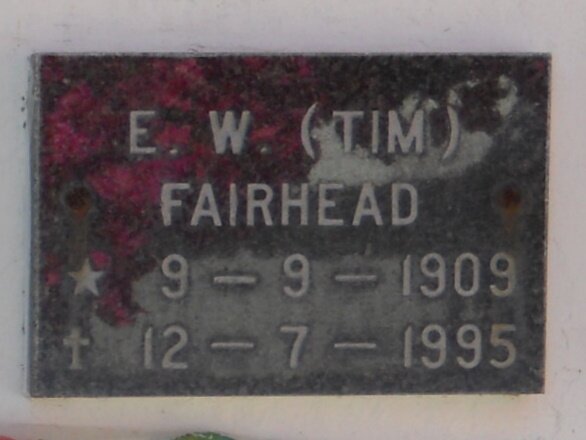 E. W. (TIM)
FAIRHEAD
★ 9 – 9 – 1909
✝ 12 – 7 – 1995